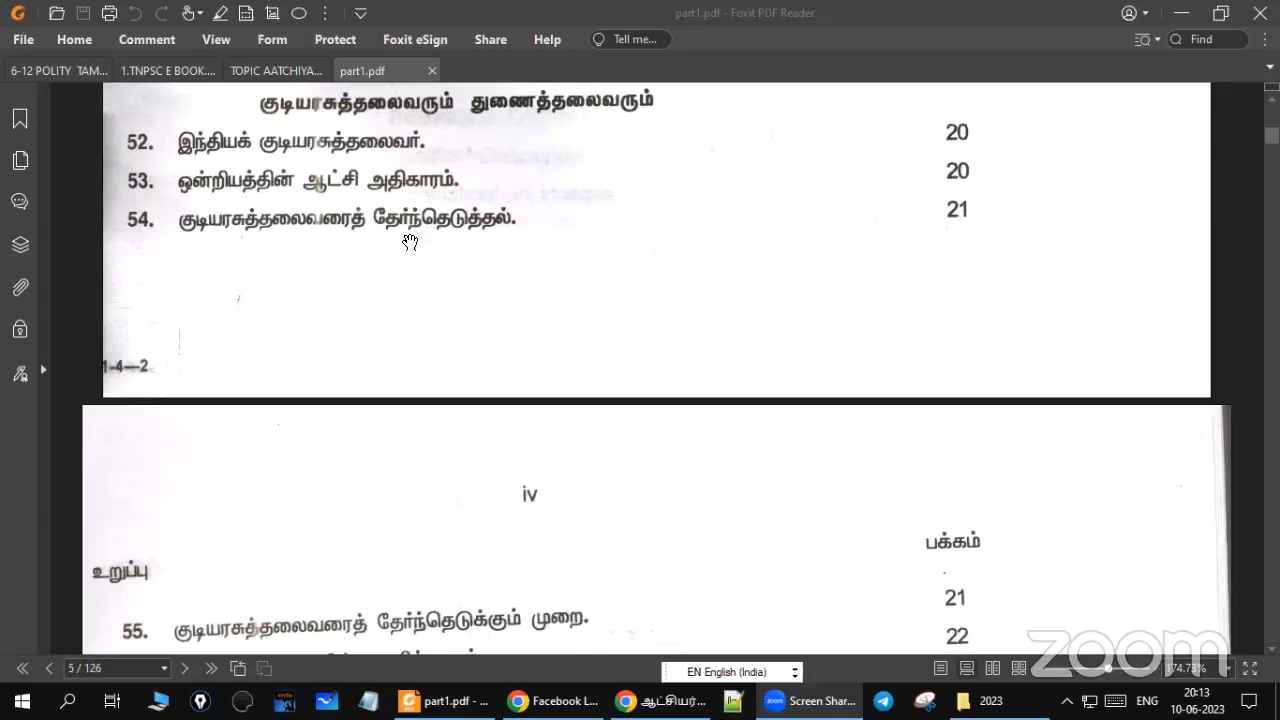 part1.pdf - Foxit PDF Reader
File Home Comment View Form Protect Foxit eSign Share Help Tell me... Find
6-12 POLITY TAM... 1.TNPSC E BOOK.... TOPIC AATCHIYA... part1.pdf
குடியரசுத்தலைவரும் துணைத்தலைவரும்
52. இந்தியக் குடியரசுத்தலைவர். 20
53. ஒன்றியத்தின் ஆட்சி அதிகாரம். 20
54. குடியரசுத்தலைவரைத் தேர்ந்தெடுத்தல். 21
1-4—2
iv
பக்கம்
உறுப்பு
21
55. குடியரசுத்தலைவரைத் தேர்ந்தெடுக்கும் முறை.
22
zoom
5 / 126 EN English (India) 174.73%
part1.pdf - ... Facebook L... ஆட்சியர்... Screen Shar... 2023 ENG 20:13
10-06-2023